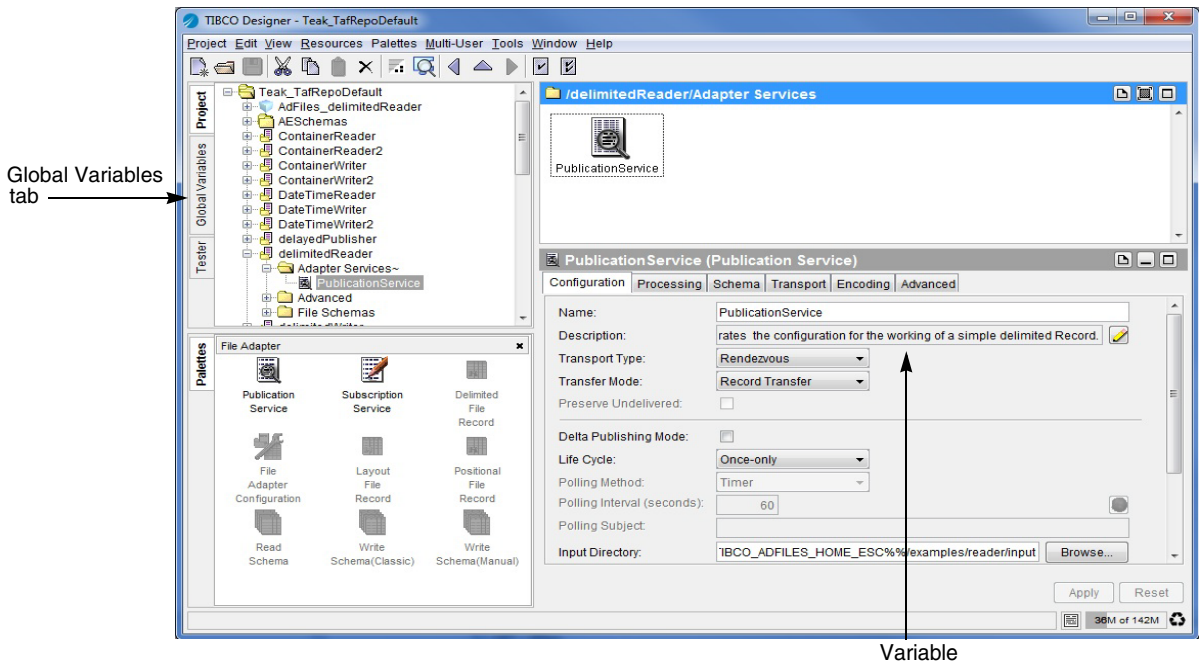 TIBCO Designer - Teak_TafRepoDefault
Project Edit View Resources Palettes Multi-User Tools Window Help
Global Variables
tab
Project
Global Variables
Tester
Teak_TafRepoDefault
AdFiles_delimitedReader
AESchemas
ContainerReader
ContainerReader2
ContainerWriter
ContainerWriter2
DateTimeReader
DateTimeWriter
DateTimeWriter2
delayedPublisher
delimitedReader
Adapter Services~
PublicationService
Advanced
File Schemas
delimitedWriter
Palettes
File Adapter
Publication
Service
Subscription
Service
Delimited
File
Record
File
Adapter
Configuration
Layout
File
Record
Positional
File
Record
Read
Schema
Write
Schema(Classic)
Write
Schema(Manual)
/delimitedReader/Adapter Services
PublicationService
PublicationService (Publication Service)
Configuration Processing Schema Transport Encoding Advanced
Name: PublicationService
Description: rates the configuration for the working of a simple delimited Record.
Transport Type: Rendezvous
Transfer Mode: Record Transfer
Preserve Undelivered:
Delta Publishing Mode:
Life Cycle: Once-only
Polling Method: Timer
Polling Interval (seconds): 60
Polling Subject:
Input Directory: TIBCO_ADFILES_HOME_ESC%%/examples/reader/input Browse...
Apply Reset
36M of 142M
Variable